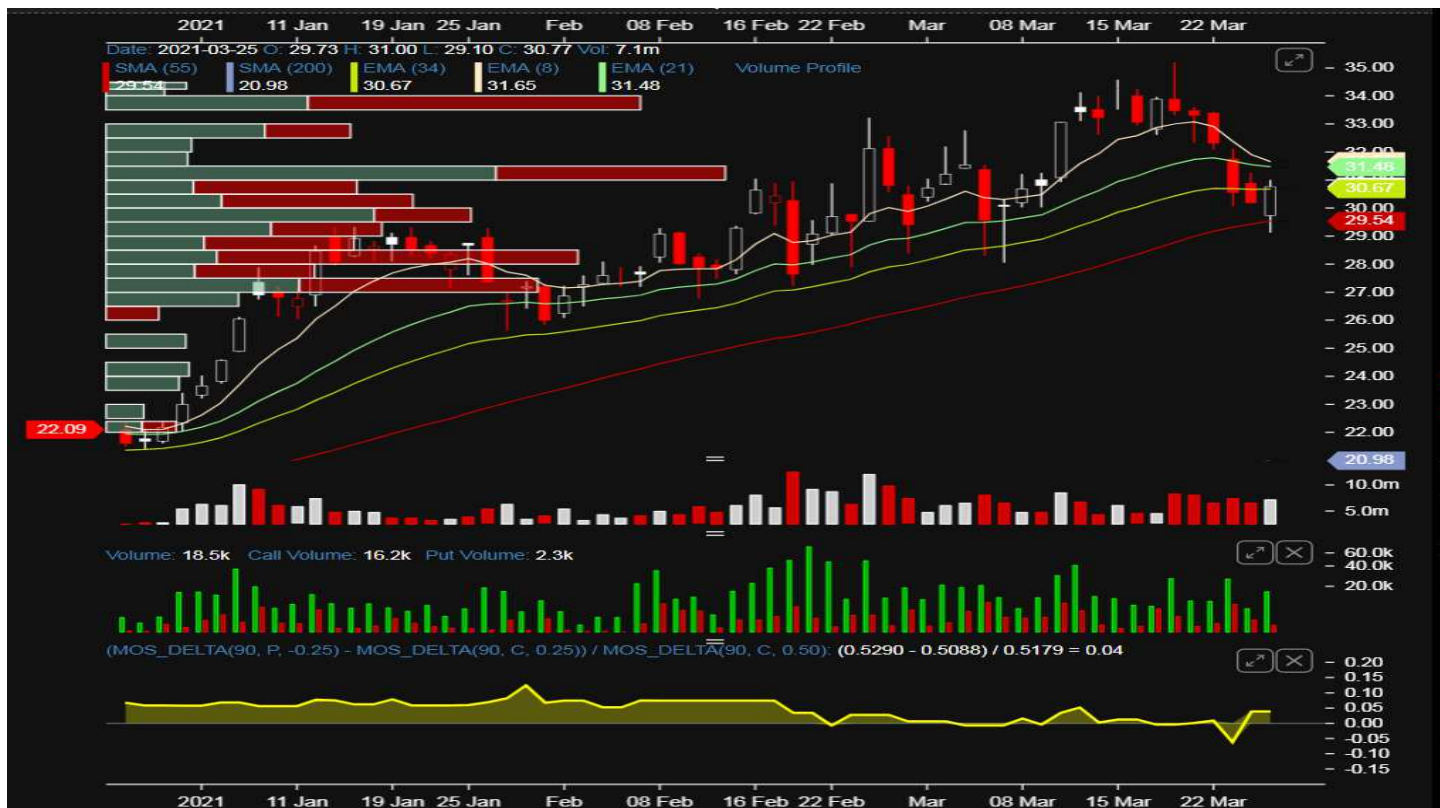 2021 11 Jan 19 Jan 25 Jan Feb 08 Feb 16 Feb 22 Feb Mar 08 Mar 15 Mar 22 Mar
Date: 2021-03-25 O: 29.73 H: 31.00 L: 29.10 C: 30.77 Vol: 7.1m
SMA (55) SMA (200) EMA (34) EMA (8) EMA (21) Volume Profile
29.54 20.98 30.67 31.65 31.48
35.00
34.00
33.00
32.00
31.48
30.67
30.00
29.54
29.00
28.00
27.00
26.00
25.00
24.00
23.00
22.09
22.00
20.98
10.0m
5.0m
Volume: 18.5k Call Volume: 16.2k Put Volume: 2.3k
60.0k
40.0k
20.0k
(MOS_DELTA(90, P, -0.25) - MOS_DELTA(90, C, 0.25)) / MOS_DELTA(90, C, 0.50): (0.5290 - 0.5088) / 0.5179 = 0.04
0.20
0.15
0.10
0.05
0.00
-0.05
-0.10
-0.15
2021 11 Jan 19 Jan 25 Jan Feb 08 Feb 16 Feb 22 Feb Mar 08 Mar 15 Mar 22 Mar